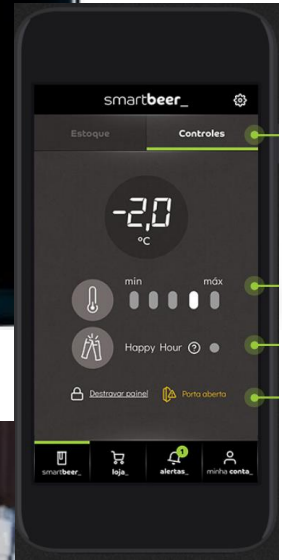 smartbeer_
Estoque Controles
-2,0
°C
min máx
Happy Hour ?
Destravar painel Porta aberta
1
smartbeer_ loja_ alertas_ minha conta_